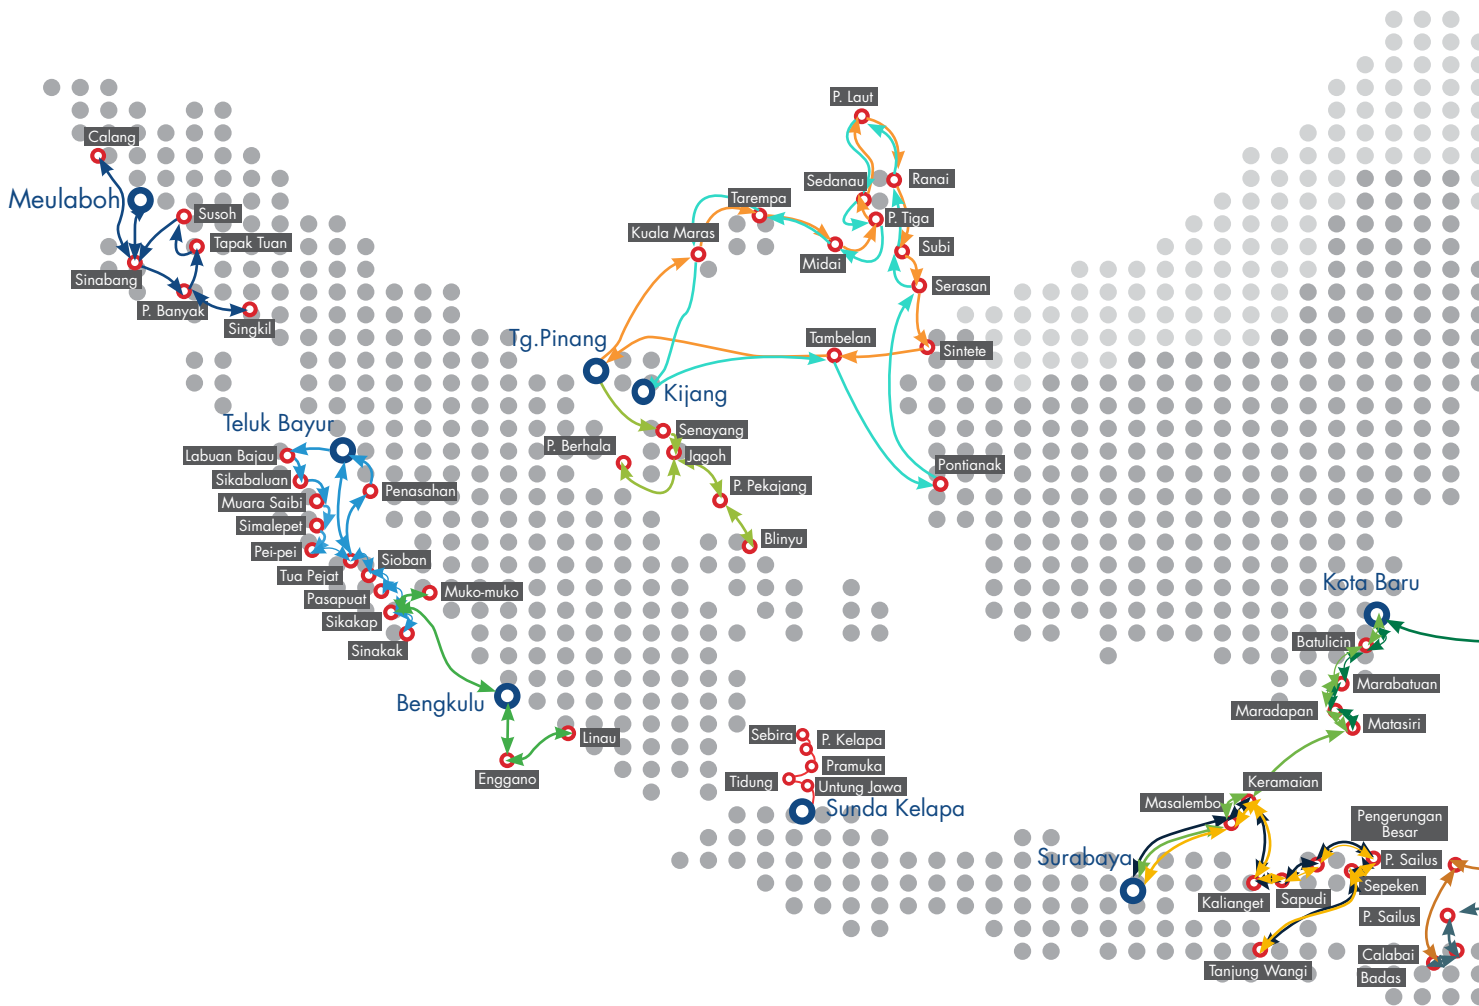 P. Laut
Calang
Sedanau
Ranai
Meulaboh
Susoh
Tarempa
P. Tiga
Kuala Maras
Tapak Tuan
Subi
Midai
Sinabang
Serasan
P. Banyak
Singkil
Tg.Pinang
Tambelan
Sintete
Kijang
Teluk Bayur
Senayang
P. Berhala
Labuan Bajau
Jagoh
Pontianak
Sikabaluan
Penasahan
P. Pekajang
Muara Saibi
Simalepet
Blinyu
Pei-pei
Sioban
Tua Pejat
Kota Baru
Muko-muko
Pasapuat
Sikakap
Batulicin
Sinakak
Marabatuan
Bengkulu
Maradapan
Matasiri
Sebira
Linau
P. Kelapa
Pramuka
Enggano
Tidung
Untung Jawa
Keramaian
Masalembo
Sunda Kelapa
Pengerungan
Besar
Surabaya
P. Sailus
Sepeken
Kalianget
Sapudi
P. Sailus
Calabai
Tanjung Wangi
Badas